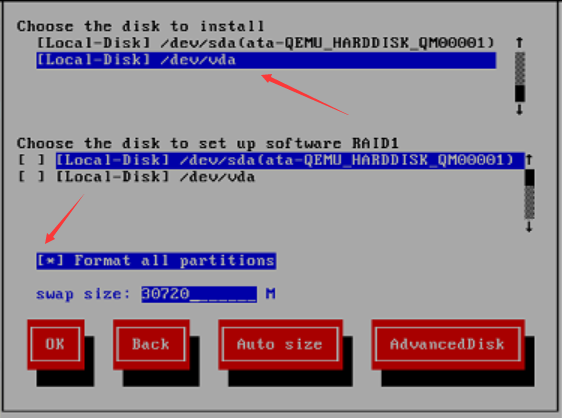 Choose the disk to install
[Local-Disk] /dev/sda(ata-QEMU_HARDDISK_QM00001)
[Local-Disk] /dev/vda
Choose the disk to set up software RAID1
[ ] [Local-Disk] /dev/sda(ata-QEMU_HARDDISK_QM00001)
[ ] [Local-Disk] /dev/vda
[*] Format all partitions
swap size: 30720_______ M
OK Back Auto size AdvancedDisk